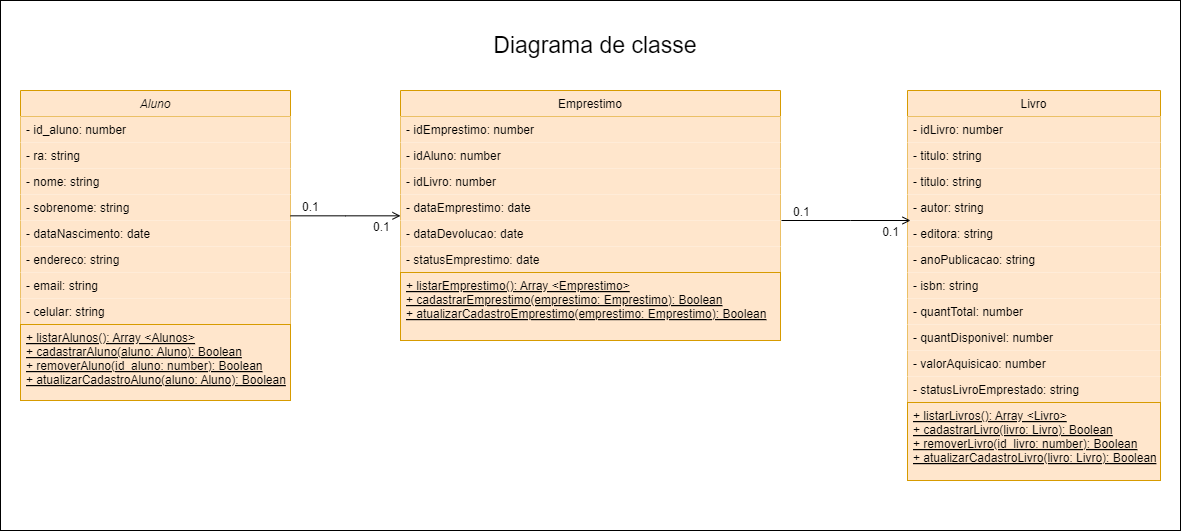 Diagrama de classe
Aluno
- id_aluno: number
- ra: string
- nome: string
- sobrenome: string
- dataNascimento: date
- endereco: string
- email: string
- celular: string
+ listarAlunos(): Array <Alunos>
+ cadastrarAluno(aluno: Aluno): Boolean
+ removerAluno(id_aluno: number): Boolean
+ atualizarCadastroAluno(aluno: Aluno): Boolean
0.1
0.1
Emprestimo
- idEmprestimo: number
- idAluno: number
- idLivro: number
- dataEmprestimo: date
- dataDevolucao: date
- statusEmprestimo: date
+ listarEmprestimo(): Array <Emprestimo>
+ cadastrarEmprestimo(emprestimo: Emprestimo): Boolean
+ atualizarCadastroEmprestimo(emprestimo: Emprestimo): Boolean
0.1
0.1
Livro
- idLivro: number
- titulo: string
- titulo: string
- autor: string
- editora: string
- anoPublicacao: string
- isbn: string
- quantTotal: number
- quantDisponivel: number
- valorAquisicao: number
- statusLivroEmprestado: string
+ listarLivros(): Array <Livro>
+ cadastrarLivro(livro: Livro): Boolean
+ removerLivro(id_livro: number): Boolean
+ atualizarCadastroLivro(livro: Livro): Boolean